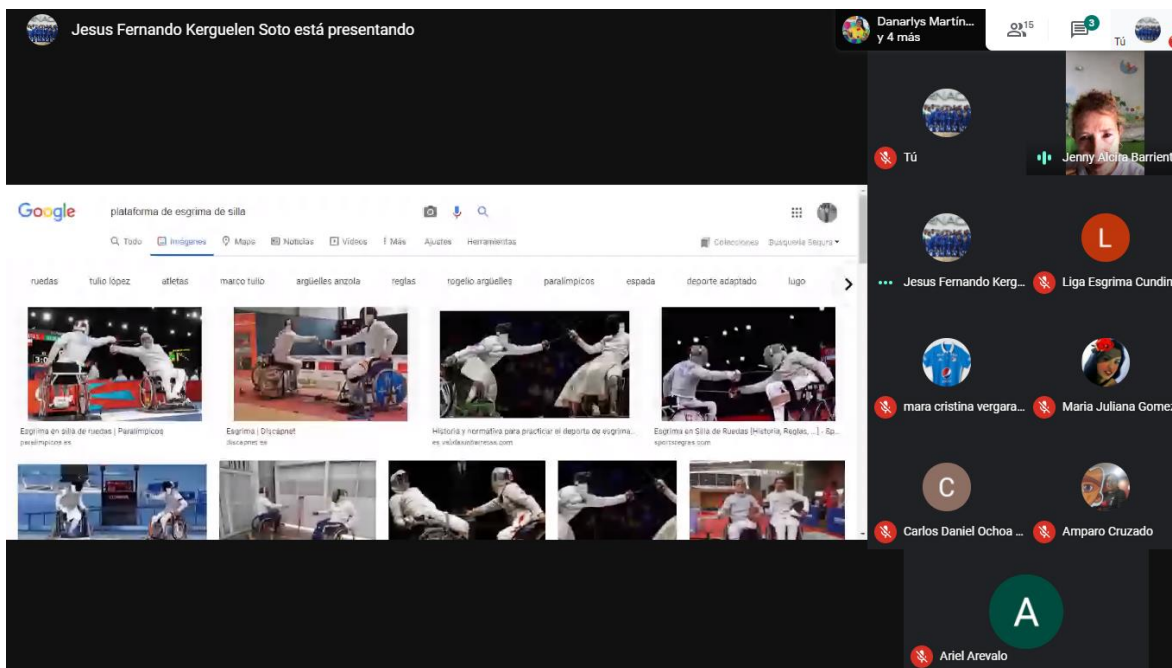 Jesus Fernando Kerguelen Soto está presentando
Danarlys Martín...
y 4 más
15
3
Tú
Tú
Jenny Alcira Barrient
Jesus Fernando Kerg...
L
Liga Esgrima Cundin
mara cristina vergara...
Maria Juliana Gomez
C
Carlos Daniel Ochoa ...
Amparo Cruzado
A
Ariel Arevalo
Google
plataforma de esgrima de silla
Todo Imágenes Maps Noticias Vídeos Más Ajustes Herramientas
Colecciones Búsqueda Segura
ruedas tulio lópez atletas marco tulio argüelles anzola reglas rogelio argüelles paralímpicos espada deporte adaptado lugo
Esgrima en silla de ruedas | Paralímpicos
paralimpicos.es
Esgrima | Discapnet
discapnet.es
Historia y normativa para practicar el deporte de esgrima...
Esgrima en Silla de Ruedas [Historia, Reglas, ...] - Sp...
sportsregras.com